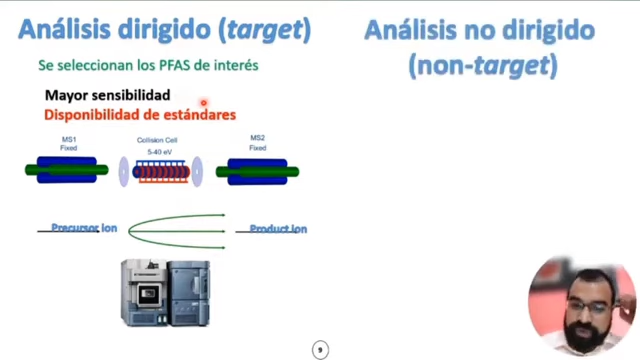 Análisis dirigido (target)
Se seleccionan los PFAS de interés
Mayor sensibilidad
Disponibilidad de estándares
MS1
Fixed
Collision Cell
5-40 eV
MS2
Fixed
Precursor ion
Product ion
Análisis no dirigido
(non-target)
9